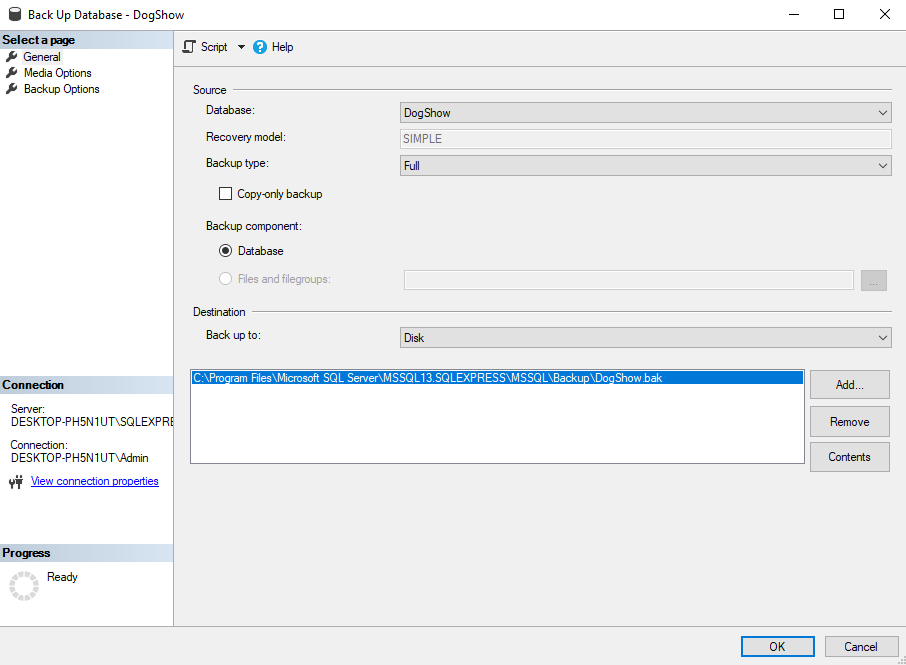 Back Up Database - DogShow
Select a page
General
Media Options
Backup Options
Script
Help
Source
Database:
DogShow
Recovery model:
SIMPLE
Backup type:
Full
Copy-only backup
Backup component:
Database
Files and filegroups:
...
Destination
Back up to:
Disk
C:\Program Files\Microsoft SQL Server\MSSQL13.SQLEXPRESS\MSSQL\Backup\DogShow.bak
Add...
Remove
Contents
Connection
Server:
DESKTOP-PH5N1UT\SQLEXPRE
Connection:
DESKTOP-PH5N1UT\Admin
View connection properties
Progress
Ready
OK
Cancel